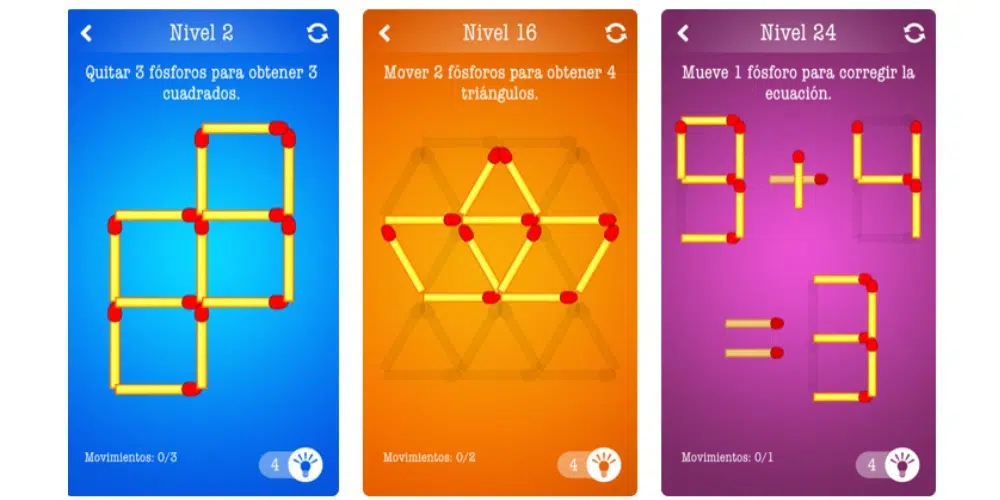 Nivel 2
Quitar 3 fósforos para obtener 3
cuadrados.
Movimientos: 0/3
4
Nivel 16
Mover 2 fósforos para obtener 4
triángulos.
Movimientos: 0/2
4
Nivel 24
Mueve 1 fósforo para corregir la
ecuación.
9 + 4
= 3
Movimientos: 0/1
4